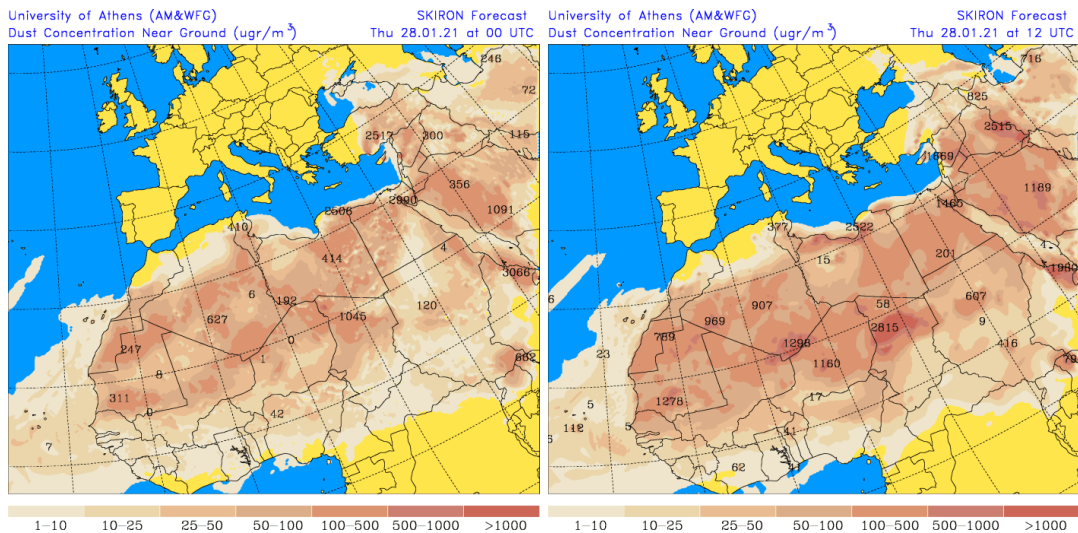 University of Athens (AM&WFG) SKIRON Forecast
Dust Concentration Near Ground (ugr/m³) Thu 28.01.21 at 00 UTC
246
72
2517 300 115
356
2990 1091
2506
410
414 4
3066
6 192 120
627 1045
0
247 1
8 682
311 0 42
7
1-10 10-25 25-50 50-100 100-500 500-1000 >1000
University of Athens (AM&WFG) SKIRON Forecast
Dust Concentration Near Ground (ugr/m³) Thu 28.01.21 at 12 UTC
716
825
2515
1669
1189
1465
377 2522
15 201 4
1980
6 907 58 607
969 2815 9
789 1298 416
23 1160 79
1278 17
5
112 5 41
6 62
1-10 10-25 25-50 50-100 100-500 500-1000 >1000